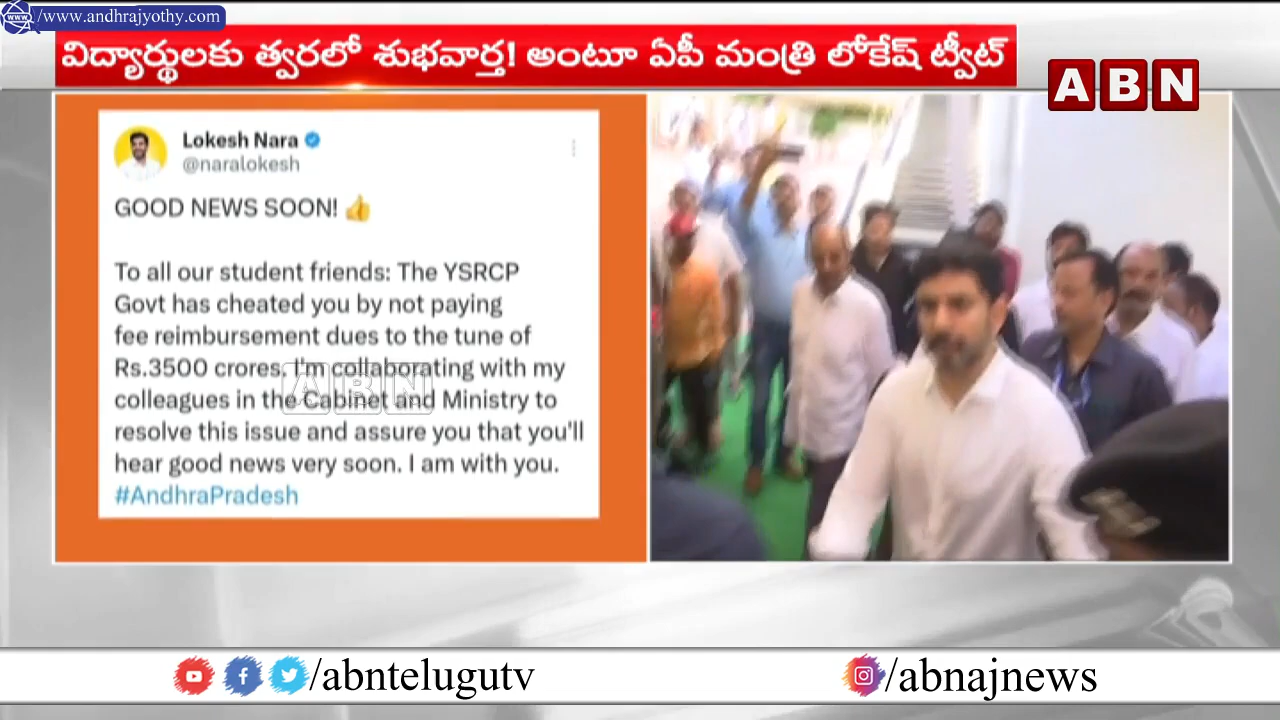 www.andhrajyothy.com
విద్యార్థులకు త్వరలో శుభవార్త! అంటూ ఏపీ మంత్రి లోకేష్ ట్వీట్
ABN
Lokesh Nara
@naralokesh
GOOD NEWS SOON! 👍
To all our student friends: The YSRCP
Govt has cheated you by not paying
fee reimbursement dues to the tune of
Rs.3500 crores. I'm collaborating with my
colleagues in the Cabinet and Ministry to
resolve this issue and assure you that you'll
hear good news very soon. I am with you.
#AndhraPradesh
ABN
/abntelugutv
/abnajnews